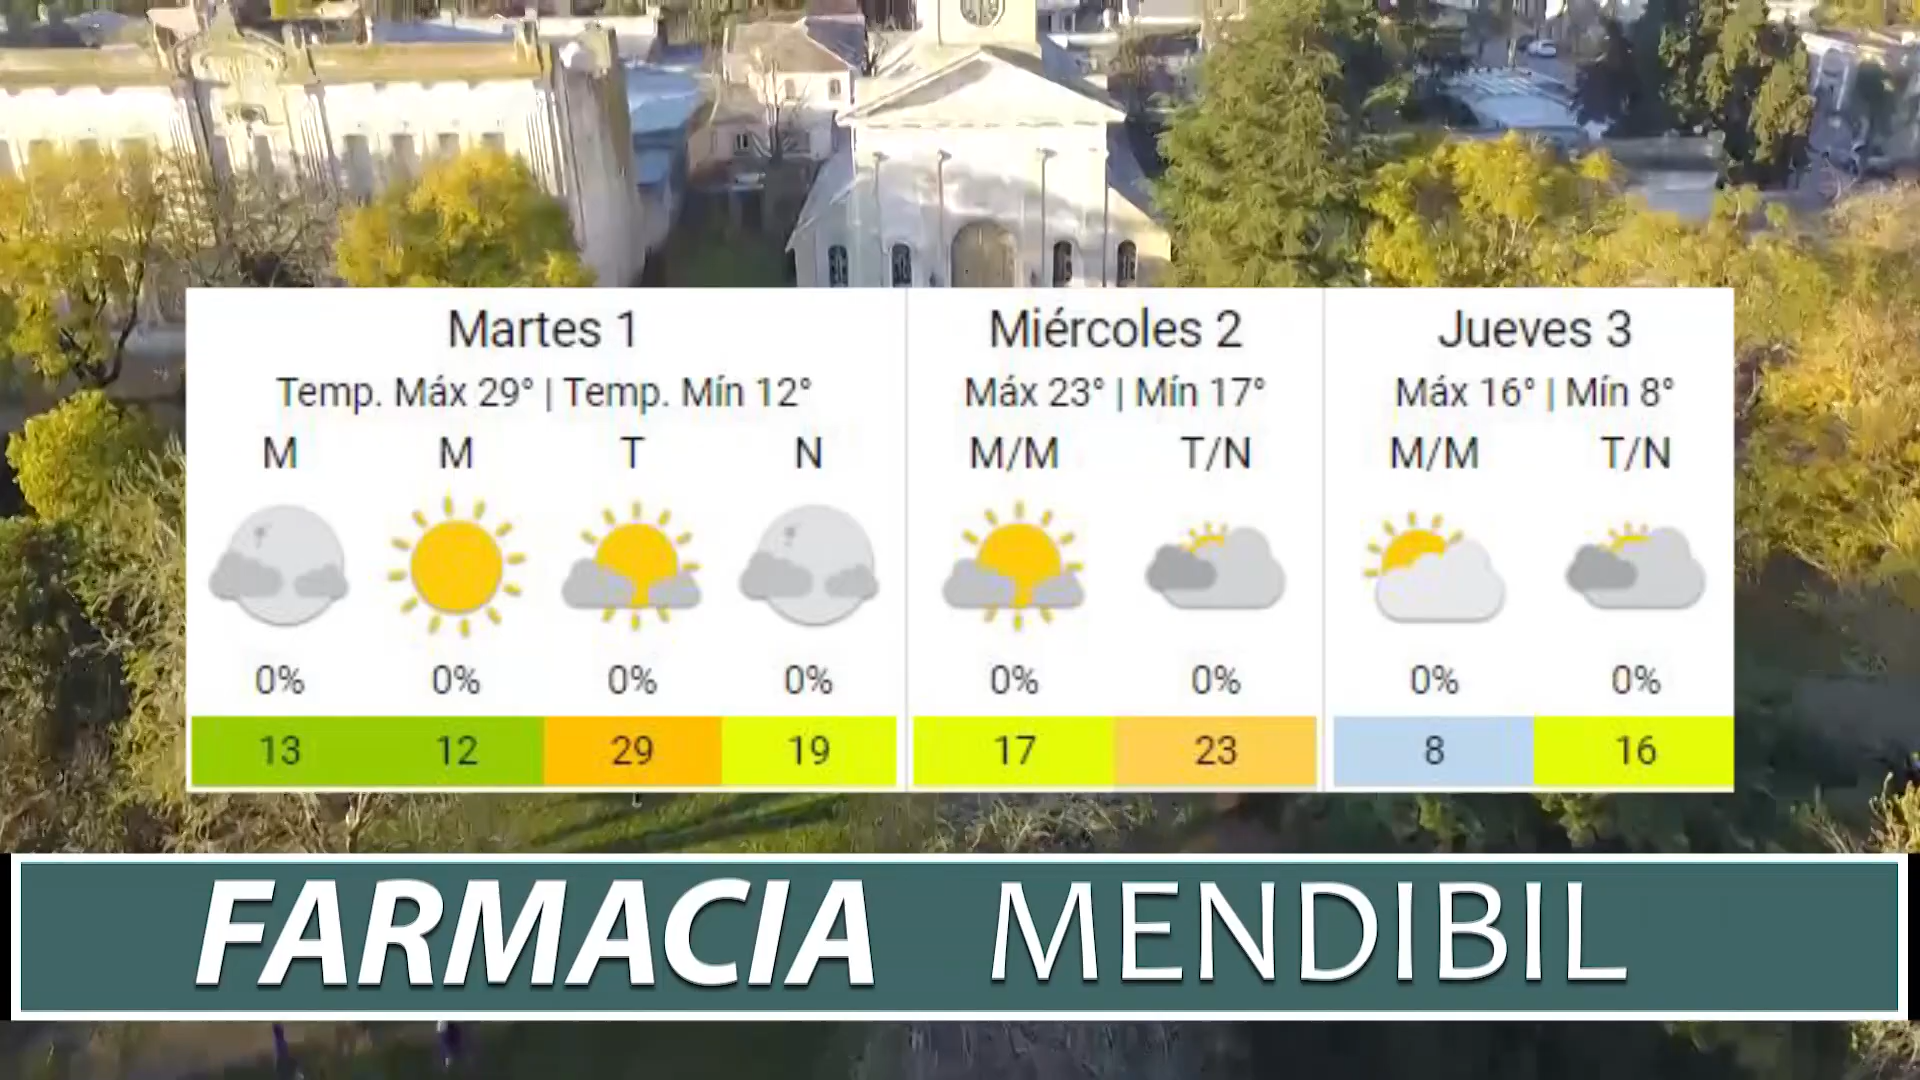 Martes 1
Temp. Máx 29° | Temp. Mín 12°
M M T N
0% 0% 0% 0%
13 12 29 19
Miércoles 2
Máx 23° | Mín 17°
M/M T/N
0% 0%
17 23
Jueves 3
Máx 16° | Mín 8°
M/M T/N
0% 0%
8 16
FARMACIA MENDIBIL